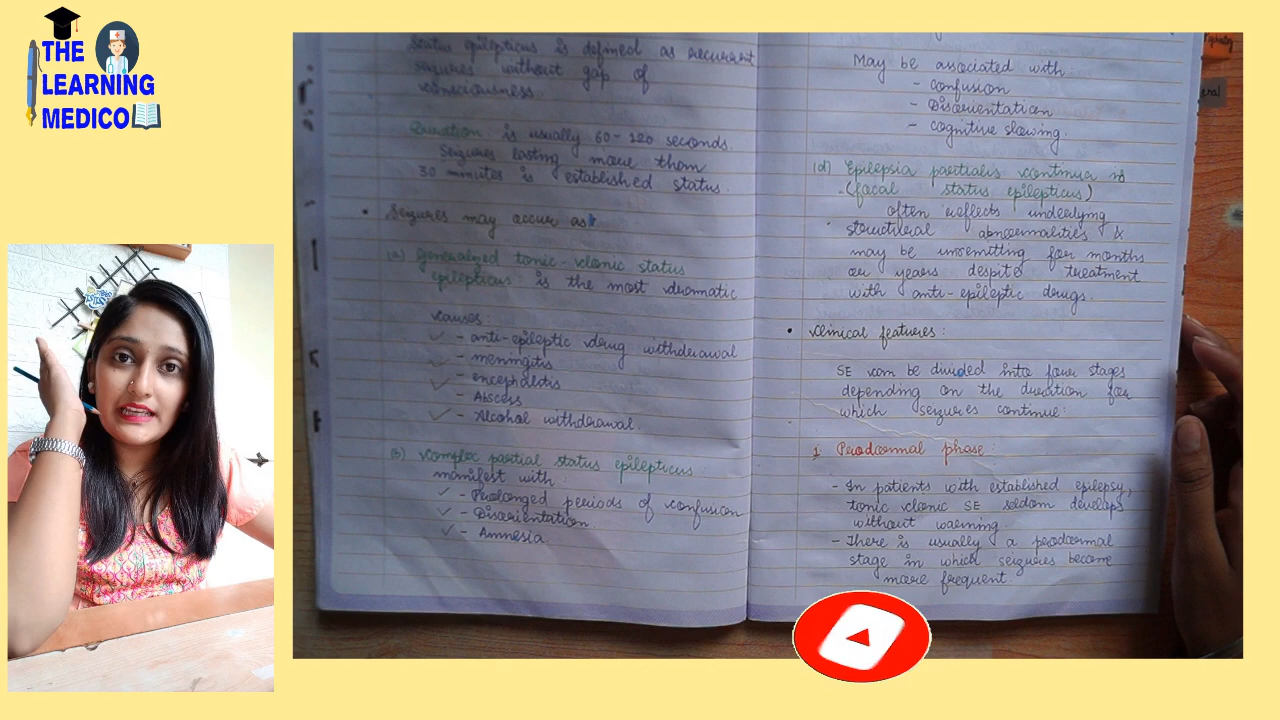 THE
LEARNING
MEDICO
Status epilepticus is defined as recurrent
seizures without gap of
consciousness.
Duration is usually 60-120 seconds.
Seizures lasting more than
30 minutes is established status.
• Seizures may occur as
(a) Generalized tonic-clonic status
epilepticus is the most dramatic
causes:
- anti-epileptic drug withdrawal
- meningitis
- encephalitis
- Abscess
- Alcohol withdrawal.
(b) Complex partial status epilepticus
manifest with:
- Prolonged periods of confusion
- Disorientation.
- Amnesia.
May be associated with:
- confusion
- Disorientation
- cognitive slowing.
(d) Epilepsia partialis continua is
(focal status epilepticus)
often reflects underlying
structural abnormalities &
may be unremitting for months
or years despite treatment
with anti-epileptic drugs.
• Clinical features:
SE can be divided into four stages
depending on the duration for
which seizures continue:
1 Prodromal phase:
- In patients with established epilepsy,
tonic clonic SE seldom develops
without warning
- There is usually a prodromal
stage in which seizures become
more frequent